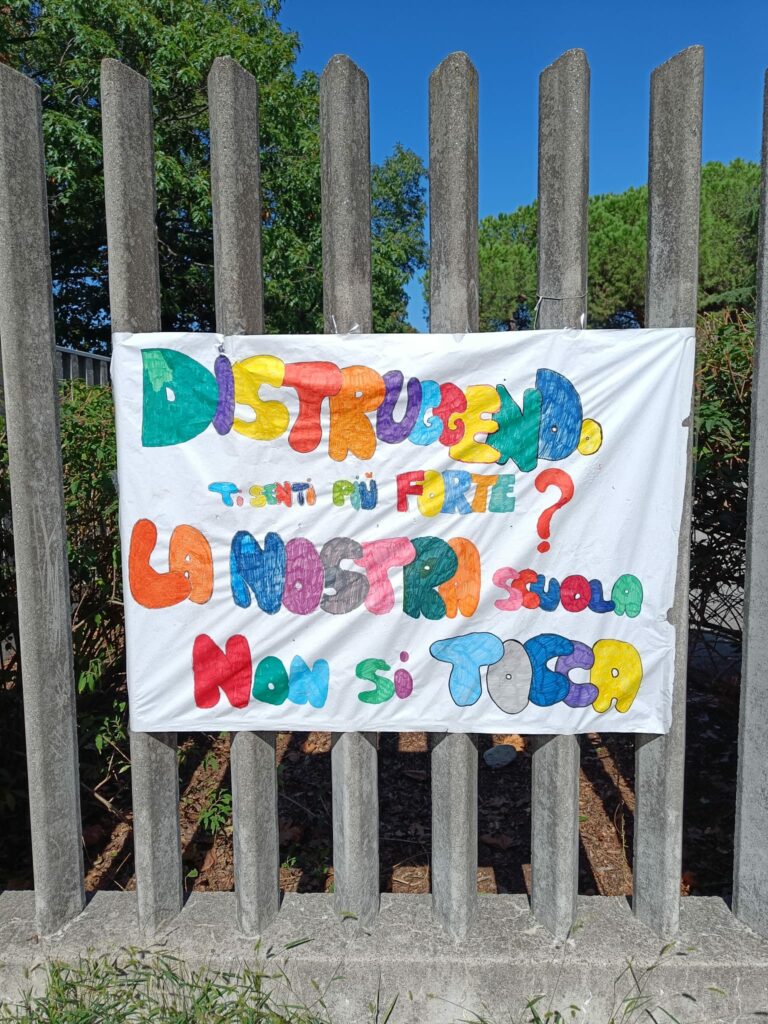 DISTRUGGENDO
TI SENTI PIÙ FORTE?
LA NOSTRA SCUOLA
NON Si TOCCA